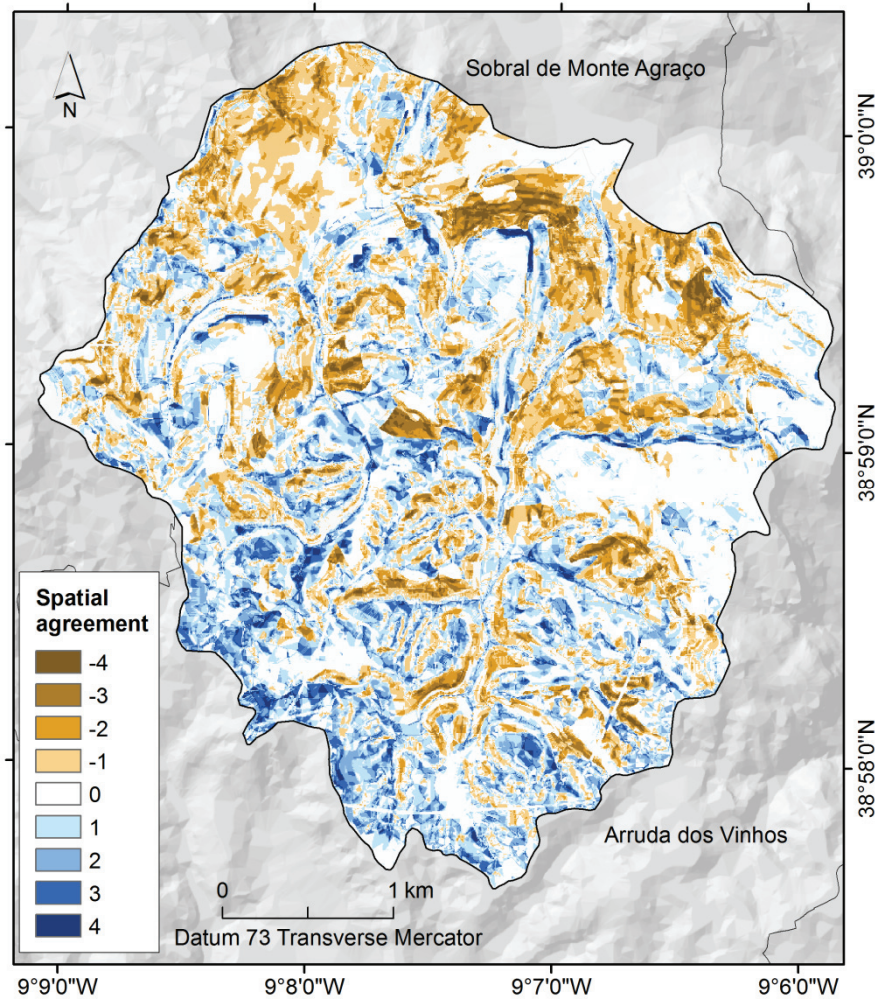 Sobral de Monte Agraço
N
39°0'0"N
38°59'0"N
Spatial
agreement
-4
-3
-2
-1
0
1
2
3
4
38°58'0"N
Arruda dos Vinhos
0 1 km
Datum 73 Transverse Mercator
9°9'0"W 9°8'0"W 9°7'0"W 9°6'0"W